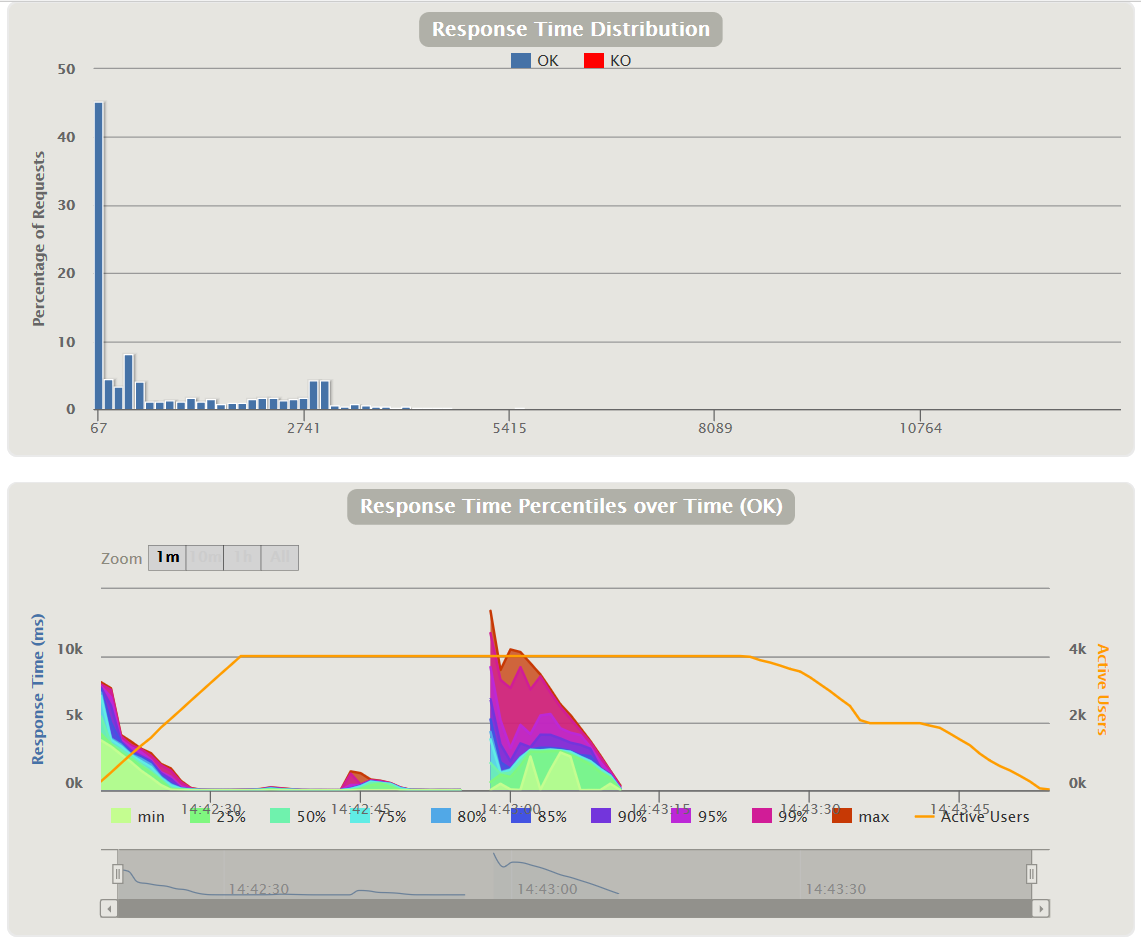 Response Time Distribution
OK KO
50
40
30
20
10
0
Percentage of Requests
67 2741 5415 8089 10764
Response Time Percentiles over Time (OK)
Zoom 1m 10m 1h All
Response Time (ms)
10k
5k
0k
4k
2k
0k
Active Users
14:42:30 14:42:45 14:43:00 14:43:15 14:43:30 14:43:45
min 25% 50% 75% 80% 85% 90% 95% 99% max Active Users
14:42:30 14:43:00 14:43:30